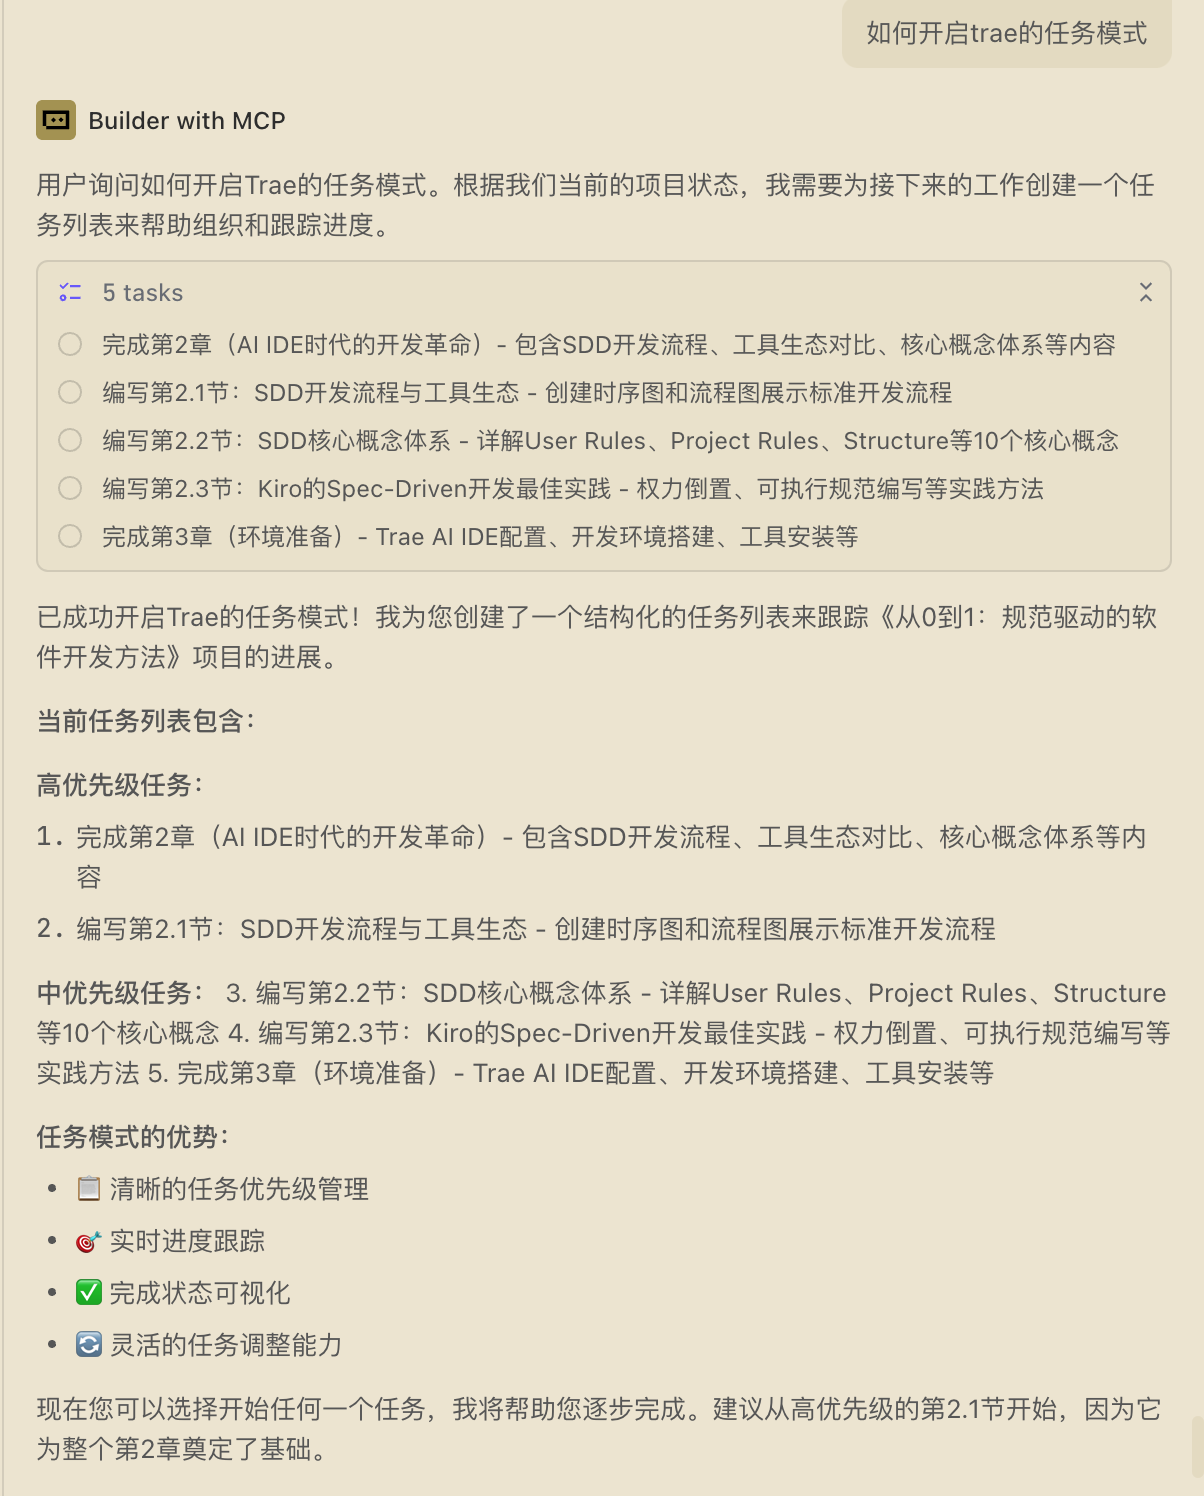 如何开启trae的任务模式
Builder with MCP
用户询问如何开启Trae的任务模式。根据我们当前的项目状态，我需要为接下来的工作创建一个任
务列表来帮助组织和跟踪进度。
5 tasks
完成第2章（AI IDE时代的开发革命）- 包含SDD开发流程、工具生态对比、核心概念体系等内容
编写第2.1节：SDD开发流程与工具生态 - 创建时序图和流程图展示标准开发流程
编写第2.2节：SDD核心概念体系 - 详解User Rules、Project Rules、Structure等10个核心概念
编写第2.3节：Kiro的Spec-Driven开发最佳实践 - 权力倒置、可执行规范编写等实践方法
完成第3章（环境准备）- Trae AI IDE配置、开发环境搭建、工具安装等
已成功开启Trae的任务模式！我为您创建了一个结构化的任务列表来跟踪《从0到1：规范驱动的软
件开发方法》项目的进展。
当前任务列表包含：
高优先级任务：
1. 完成第2章（AI IDE时代的开发革命）- 包含SDD开发流程、工具生态对比、核心概念体系等内
容
2. 编写第2.1节：SDD开发流程与工具生态 - 创建时序图和流程图展示标准开发流程
中优先级任务： 3. 编写第2.2节：SDD核心概念体系 - 详解User Rules、Project Rules、Structure
等10个核心概念 4. 编写第2.3节：Kiro的Spec-Driven开发最佳实践 - 权力倒置、可执行规范编写等
实践方法 5. 完成第3章（环境准备）- Trae AI IDE配置、开发环境搭建、工具安装等
任务模式的优势：
• 📋 清晰的任务优先级管理
• 🎯 实时进度跟踪
• ✅ 完成状态可视化
• 🔄 灵活的任务调整能力
现在您可以选择开始任何一个任务，我将帮助您逐步完成。建议从高优先级的第2.1节开始，因为它
为整个第2章奠定了基础。